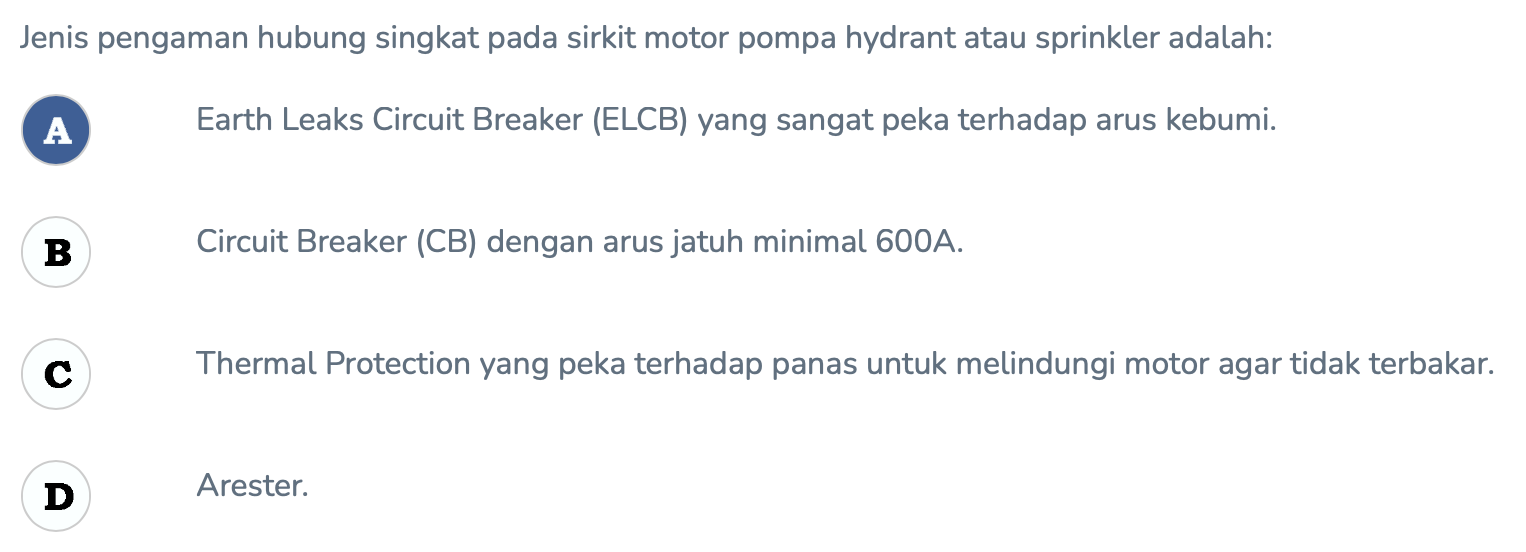 Jenis pengaman hubung singkat pada sirkit motor pompa hydrant atau sprinkler adalah:
A Earth Leaks Circuit Breaker (ELCB) yang sangat peka terhadap arus kebumi.
B Circuit Breaker (CB) dengan arus jatuh minimal 600A.
C Thermal Protection yang peka terhadap panas untuk melindungi motor agar tidak terbakar.
D Arester.